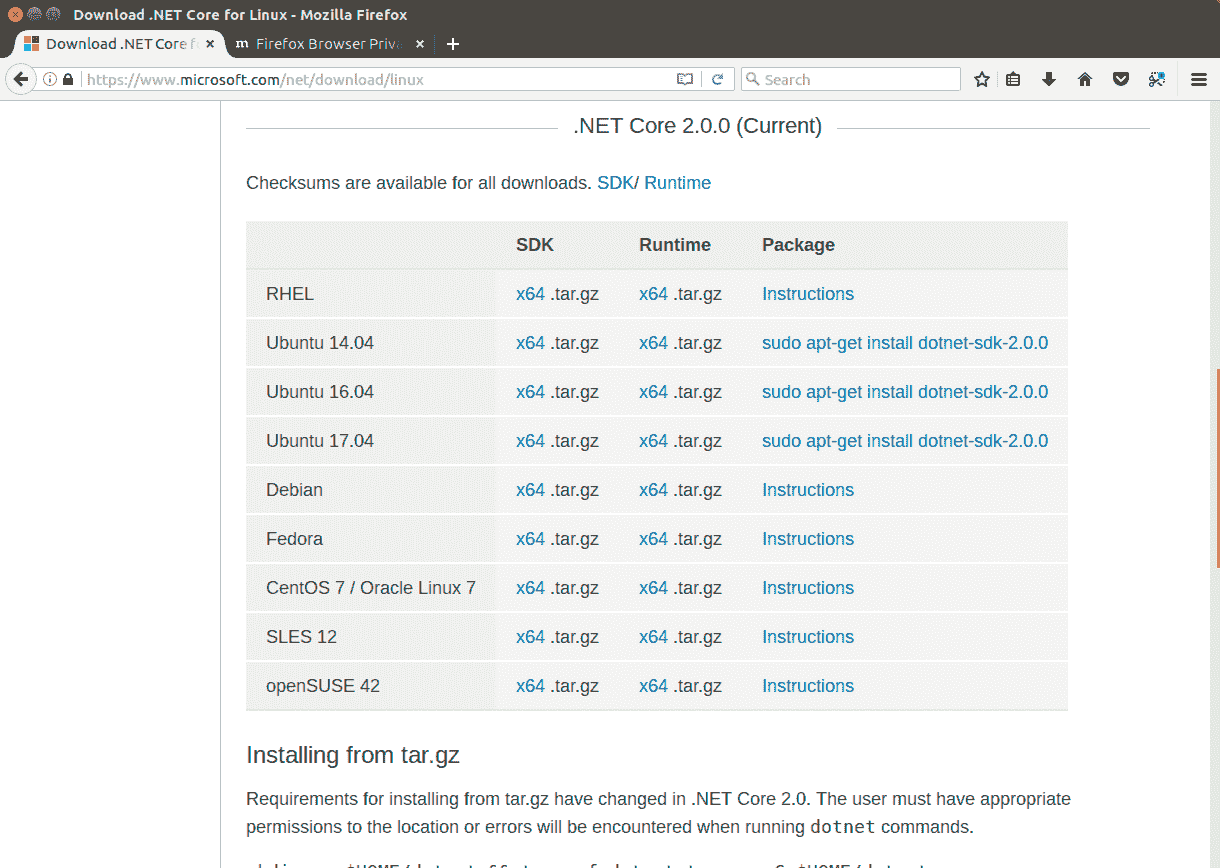 Download .NET Core for Linux - Mozilla Firefox
Download .NET Core f
m Firefox Browser Priva
https://www.microsoft.com/net/download/linux
Search
.NET Core 2.0.0 (Current)
Checksums are available for all downloads. SDK/ Runtime
SDK Runtime Package
RHEL x64 .tar.gz x64 .tar.gz Instructions
Ubuntu 14.04 x64 .tar.gz x64 .tar.gz sudo apt-get install dotnet-sdk-2.0.0
Ubuntu 16.04 x64 .tar.gz x64 .tar.gz sudo apt-get install dotnet-sdk-2.0.0
Ubuntu 17.04 x64 .tar.gz x64 .tar.gz sudo apt-get install dotnet-sdk-2.0.0
Debian x64 .tar.gz x64 .tar.gz Instructions
Fedora x64 .tar.gz x64 .tar.gz Instructions
CentOS 7 / Oracle Linux 7 x64 .tar.gz x64 .tar.gz Instructions
SLES 12 x64 .tar.gz x64 .tar.gz Instructions
openSUSE 42 x64 .tar.gz x64 .tar.gz Instructions
Installing from tar.gz
Requirements for installing from tar.gz have changed in .NET Core 2.0. The user must have appropriate
permissions to the location or errors will be encountered when running dotnet commands.